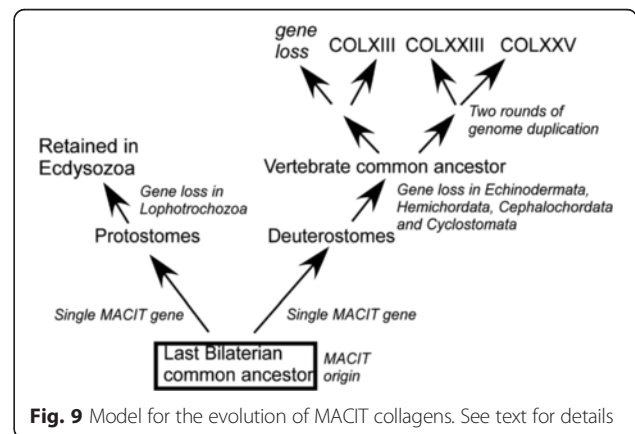 gene
loss
COLXIII COLXXIII COLXXV
Two rounds of
genome duplication
Retained in
Ecdysozoa
Vertebrate common ancestor
Gene loss in
Lophotrochozoa
Gene loss in Echinodermata,
Hemichordata, Cephalochordata
and Cyclostomata
Protostomes
Deuterostomes
Single MACIT gene
Single MACIT gene
Last Bilaterian
common ancestor
MACIT
origin
Fig. 9 Model for the evolution of MACIT collagens. See text for details